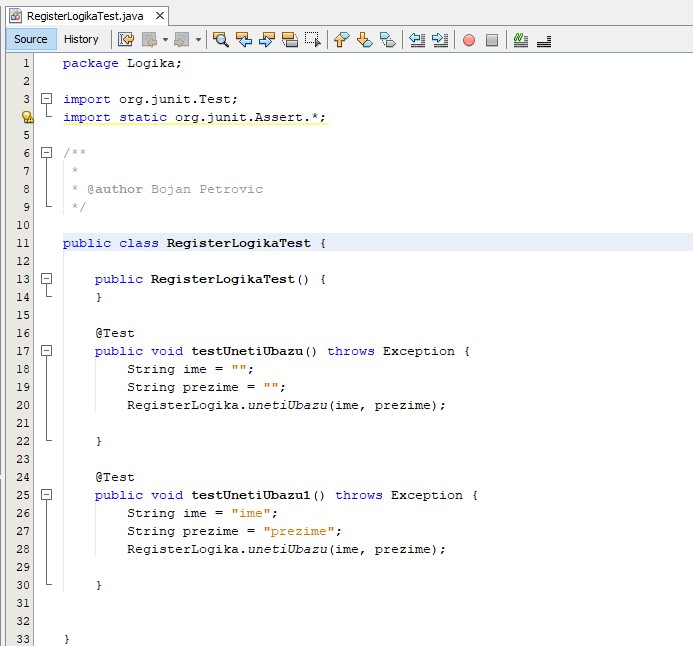 RegisterLogikaTest.java
Source History
1 package Logika;
2
3 import org.junit.Test;
import static org.junit.Assert.*;
5
6 /**
7 *
8 * @author Bojan Petrovic
9 */
10
11 public class RegisterLogikaTest {
12
13 public RegisterLogikaTest() {
14 }
15
16 @Test
17 public void testUnetiUbazu() throws Exception {
18 String ime = "";
19 String prezime = "";
20 RegisterLogika.unetiUbazu(ime, prezime);
21
22 }
23
24 @Test
25 public void testUnetiUbazu1() throws Exception {
26 String ime = "ime";
27 String prezime = "prezime";
28 RegisterLogika.unetiUbazu(ime, prezime);
29
30 }
31
32
33 }